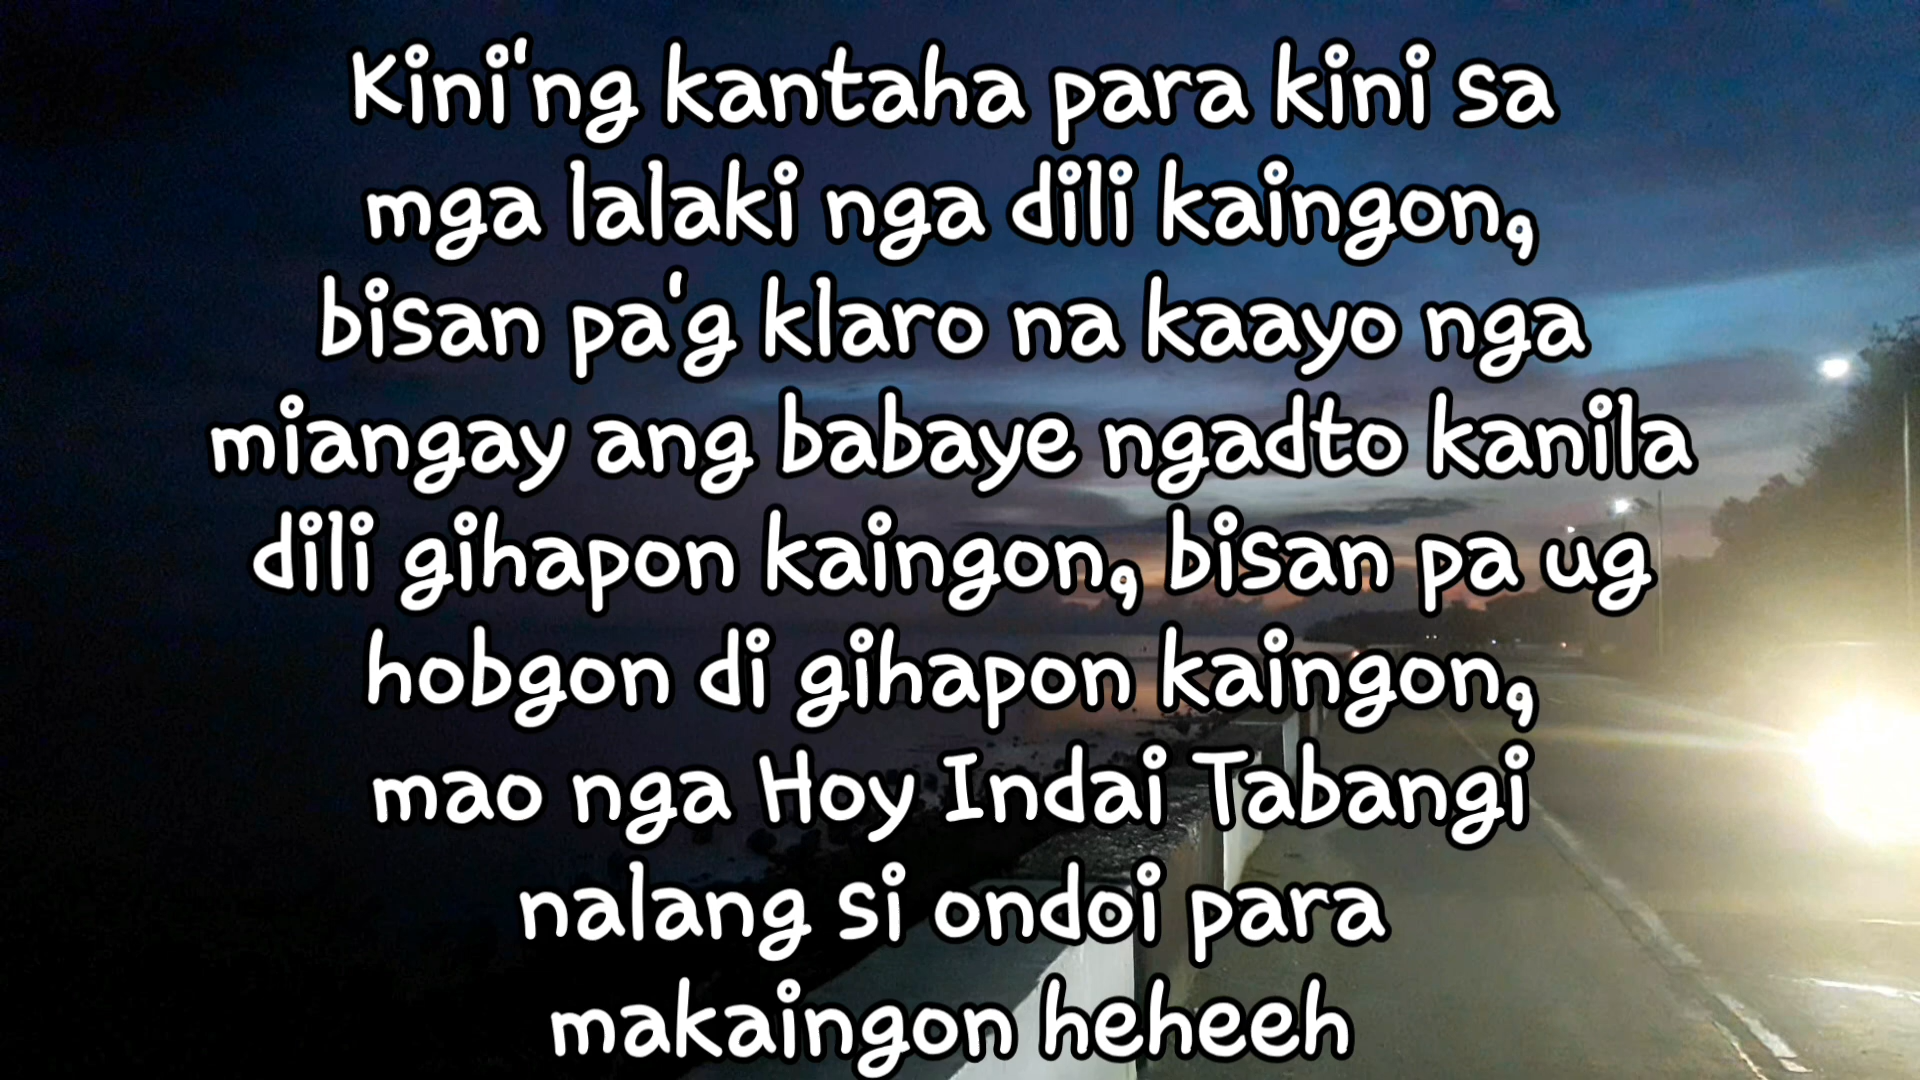 Kini'ng kantaha para kini sa
mga lalaki nga dili kaingon,
bisan pa'g klaro na kaayo nga
miangay ang babaye ngadto kanila
dili gihapon kaingon, bisan pa ug
hobgon di gihapon kaingon,
mao nga Hoy Indai Tabangi
nalang si ondoi para
makaingon heheeh